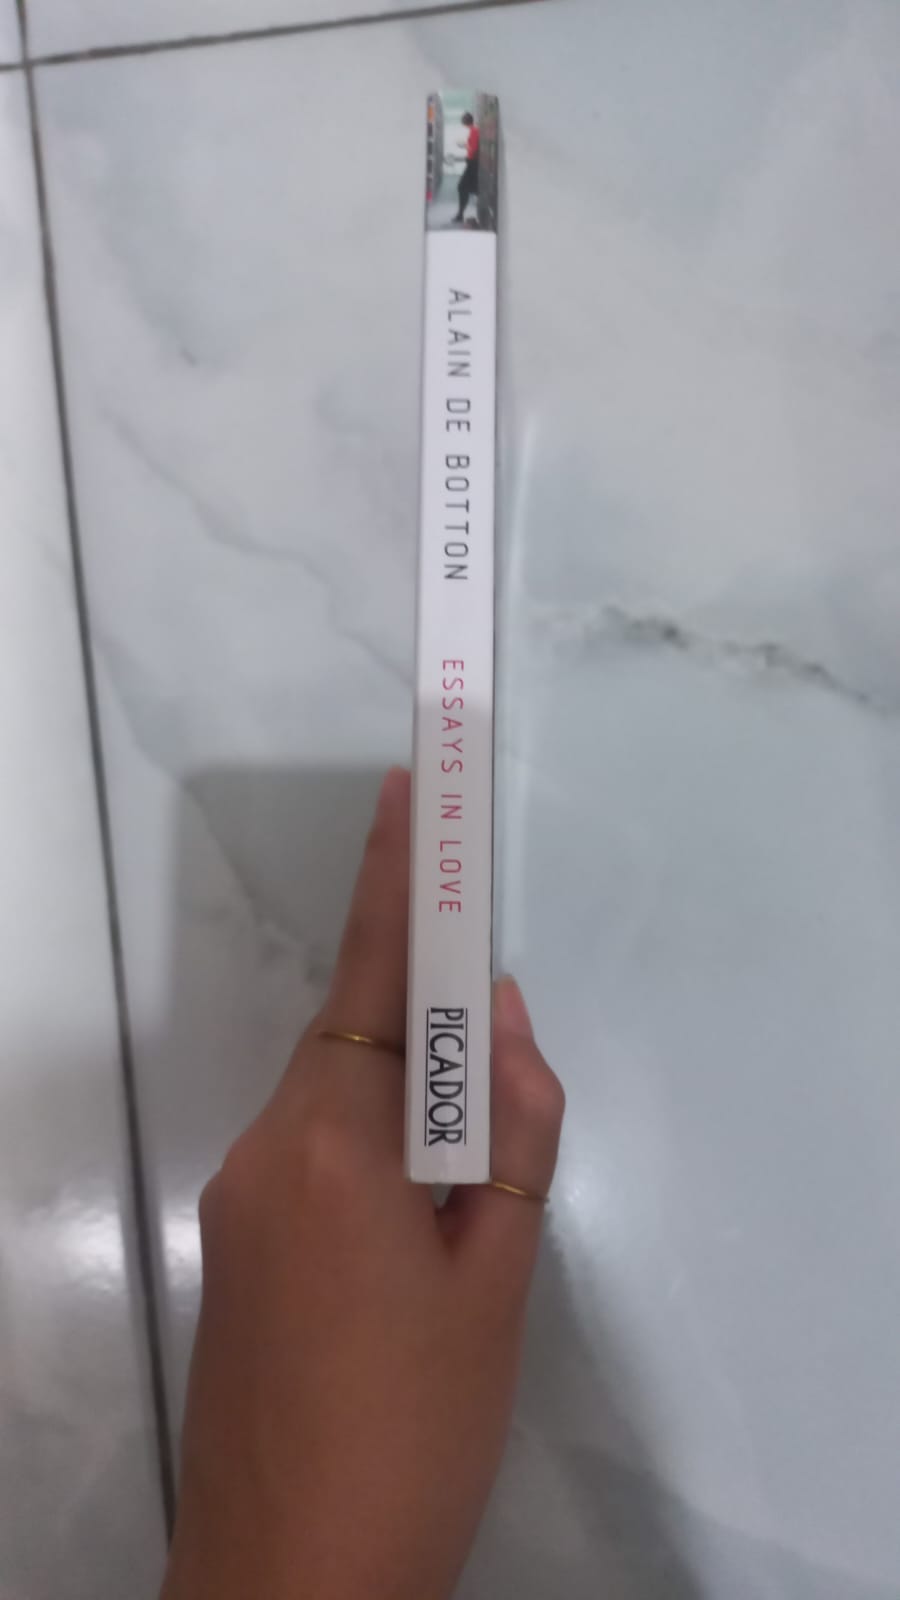 ALAIN DE BOTTON
ESSAYS IN LOVE
PICADOR